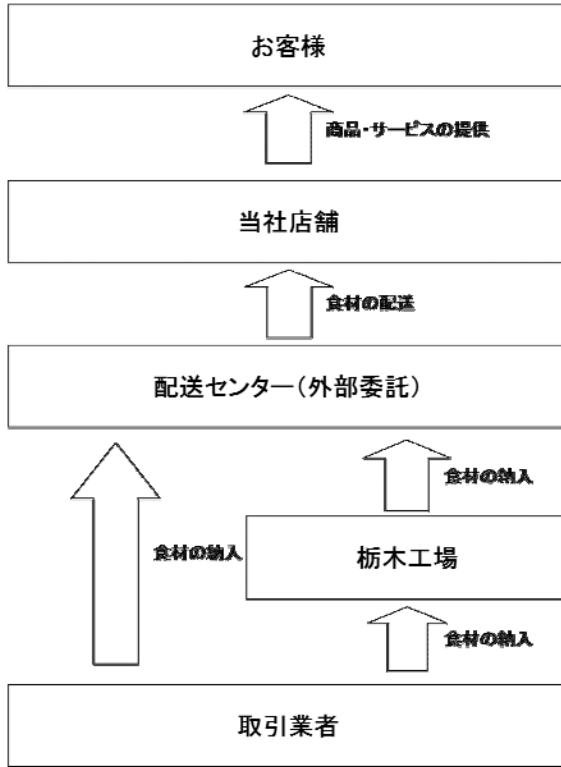 お客様
商品・サービスの提供
当社店舗
食材の配送
配送センター(外部委託)
食材の納入
食材の納入
栃木工場
食材の納入
取引業者